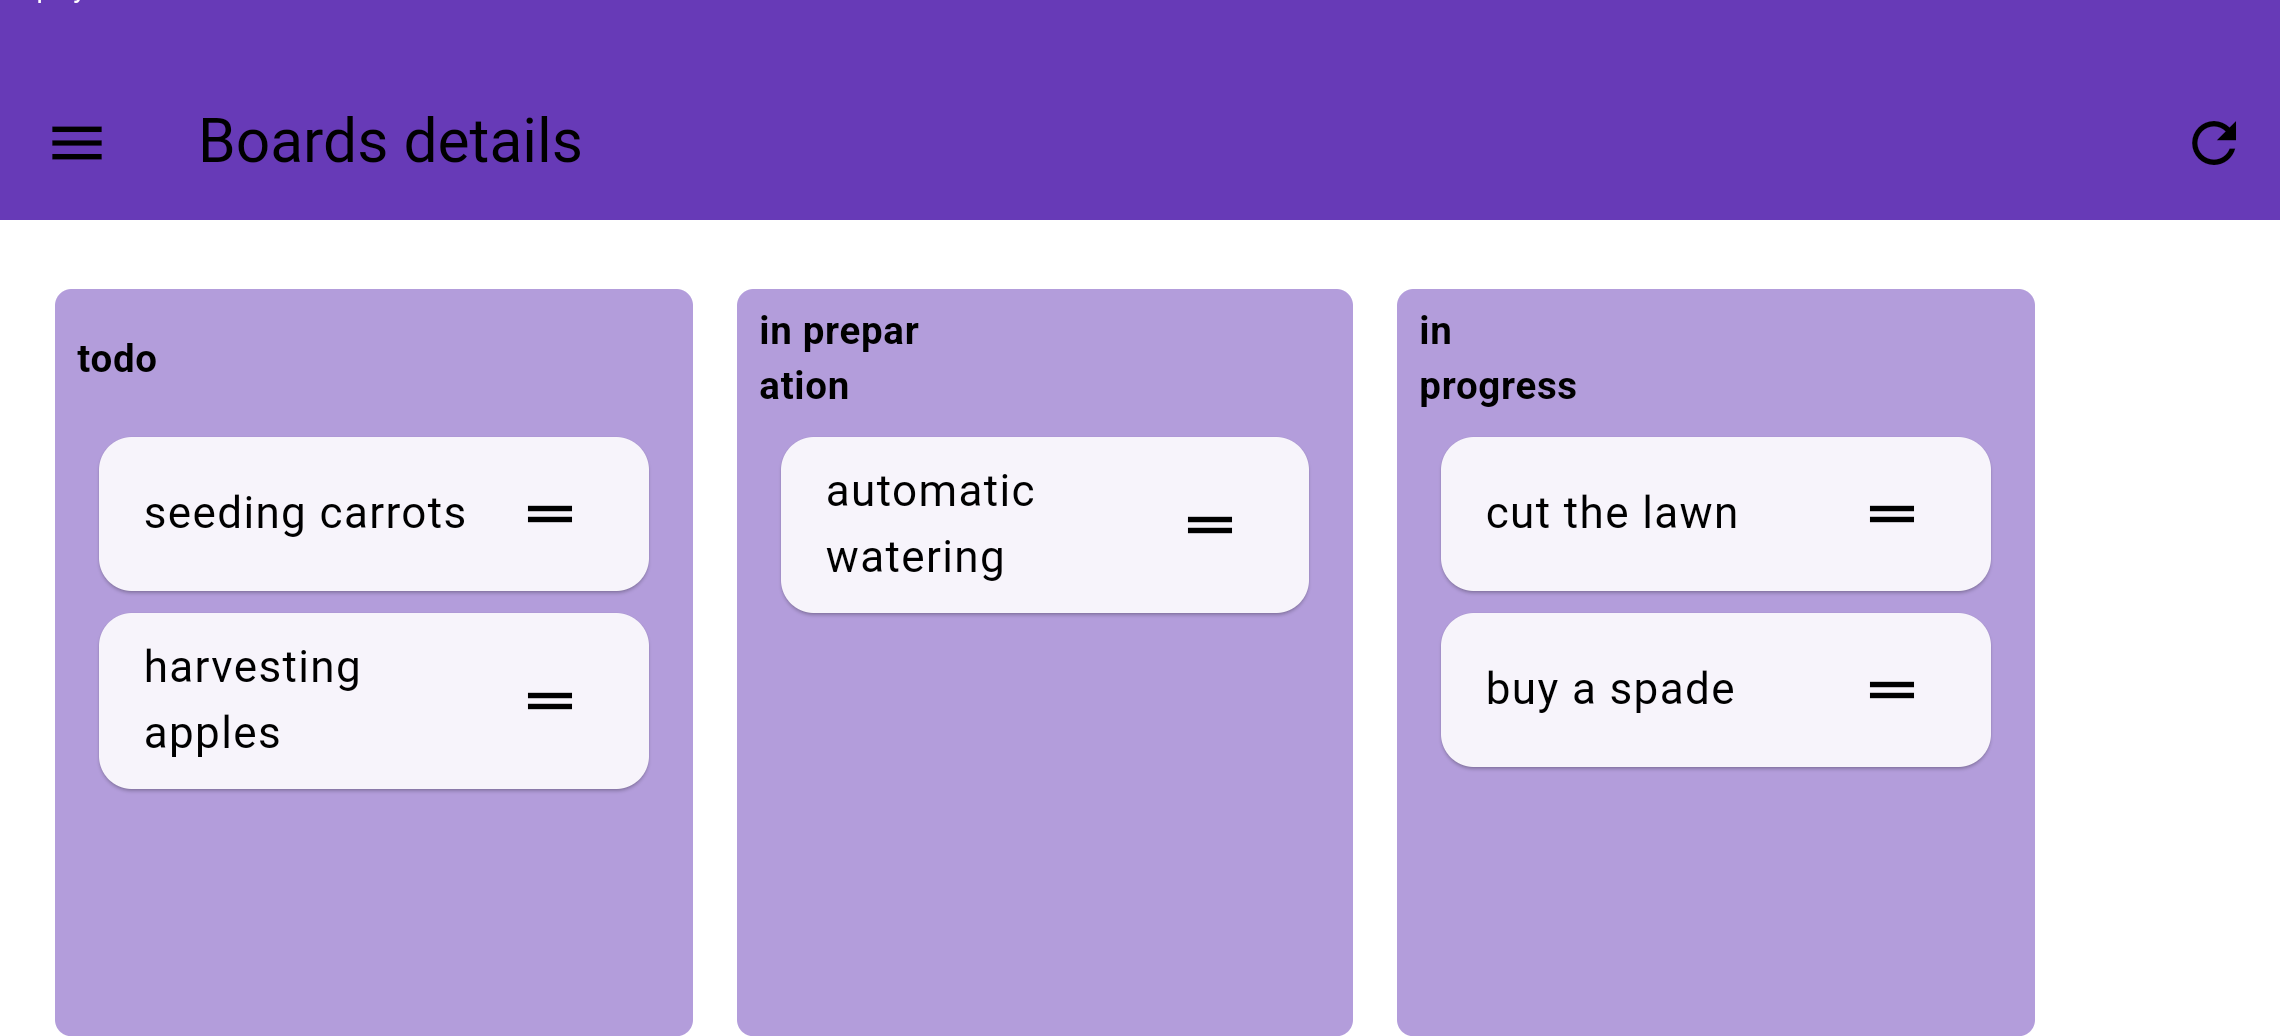 Boards details
todo
seeding carrots
harvesting
apples
in prepar
ation
automatic
watering
in
progress
cut the lawn
buy a spade